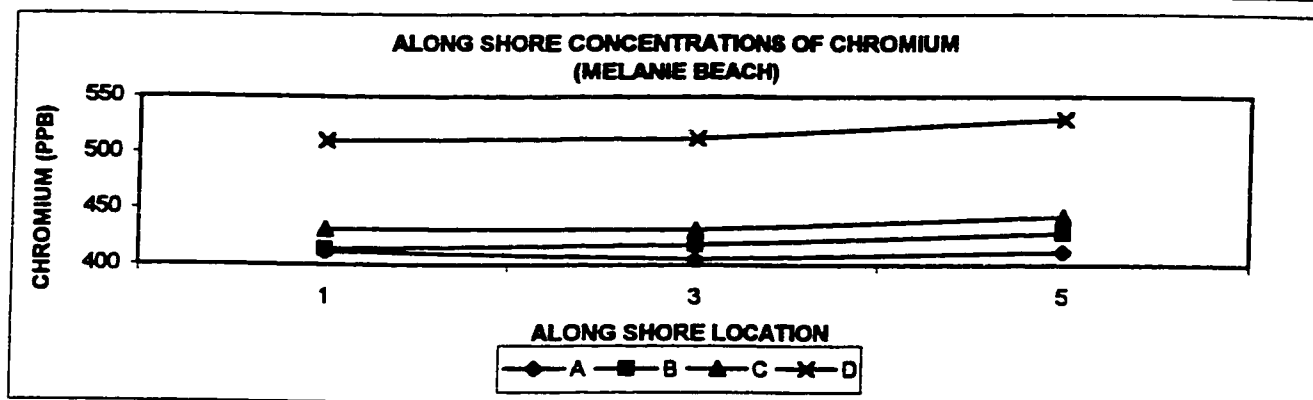 ALONG SHORE CONCENTRATIONS OF CHROMIUM
(MELANIE BEACH)
CHROMIUM (PPB)
550
500
450
400
1 3 5
ALONG SHORE LOCATION
A B C D